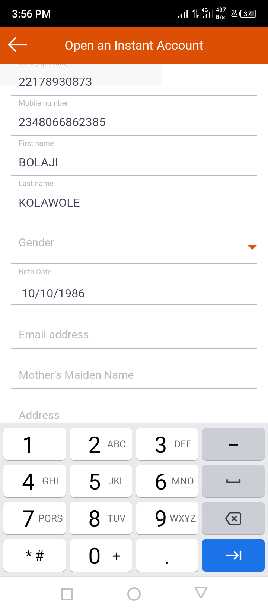 3:56 PM
Open an Instant Account
22178930873
Mobile number
2348066862385
First name
BOLAJI
Last name
KOLAWOLE
Gender
Birth Date
10/10/1986
Email address
Mother's Maiden Name
Address
1 2 ABC 3 DEF –
4 GHI 5 JKL 6 MNO
7 PQRS 8 TUV 9 WXYZ
* # 0 + .